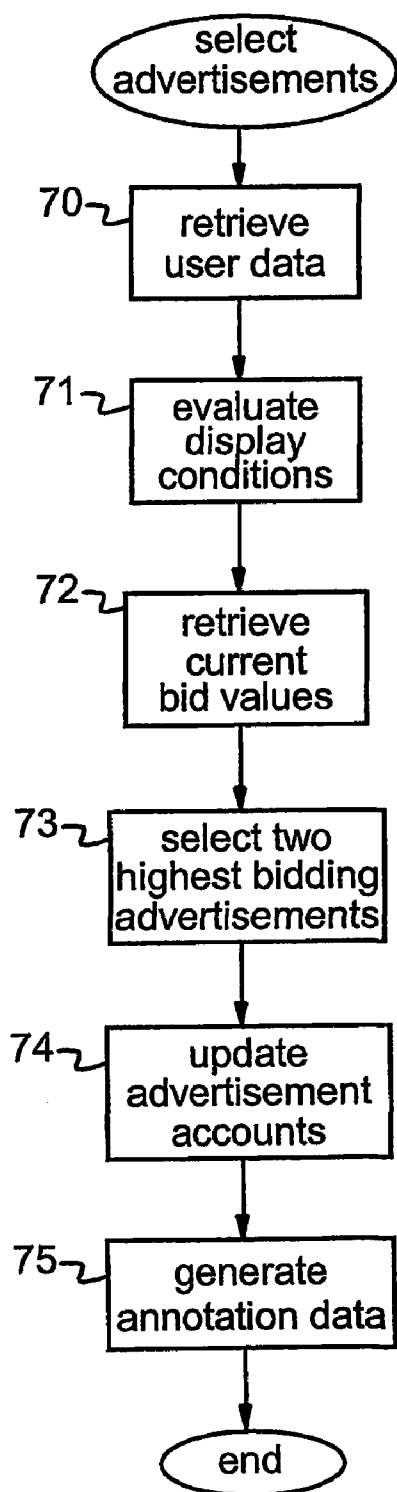 select
advertisements
70
retrieve
user data
71
evaluate
display
conditions
72
retrieve
current
bid values
73
select two
highest bidding
advertisements
74
update
advertisement
accounts
75
generate
annotation data
end